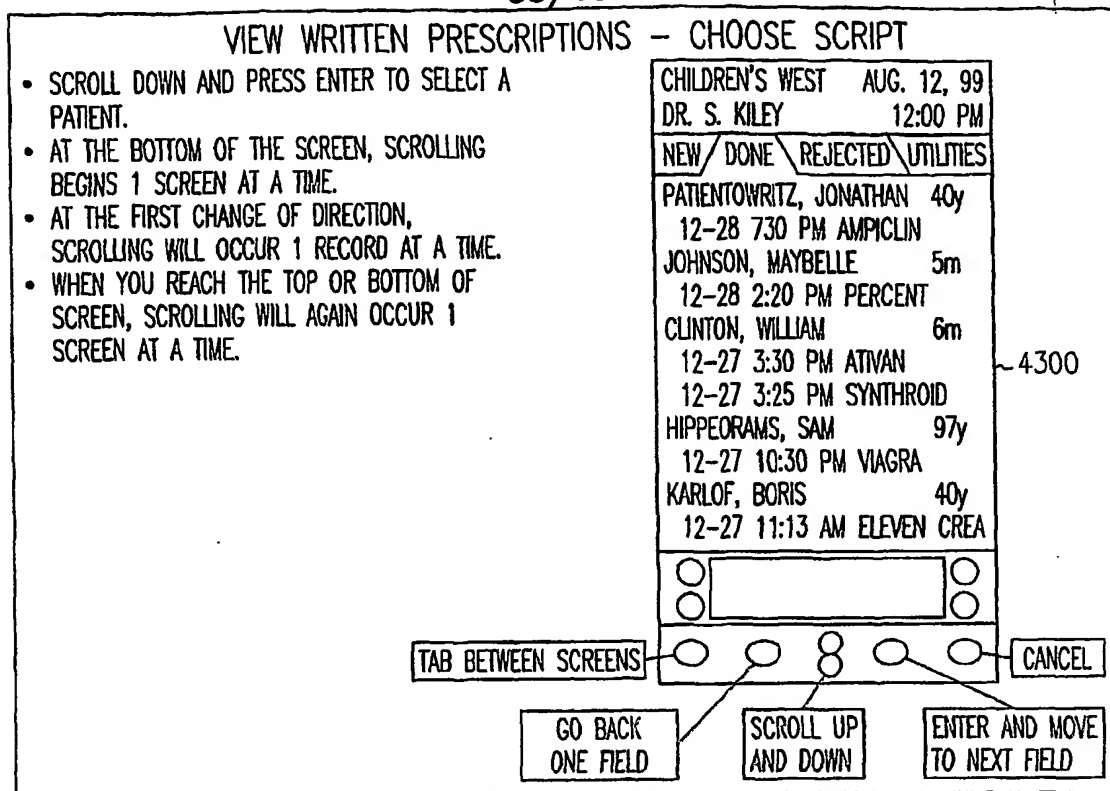 VIEW WRITTEN PRESCRIPTIONS – CHOOSE SCRIPT
• SCROLL DOWN AND PRESS ENTER TO SELECT A
PATIENT.
• AT THE BOTTOM OF THE SCREEN, SCROLLING
BEGINS 1 SCREEN AT A TIME.
• AT THE FIRST CHANGE OF DIRECTION,
SCROLLING WILL OCCUR 1 RECORD AT A TIME.
• WHEN YOU REACH THE TOP OR BOTTOM OF
SCREEN, SCROLLING WILL AGAIN OCCUR 1
SCREEN AT A TIME.
CHILDREN'S WEST AUG. 12, 99
DR. S. KILEY 12:00 PM
NEW DONE REJECTED UTILITIES
PATIENTOWRITZ, JONATHAN 40y
12-28 730 PM AMPICLIN
JOHNSON, MAYBELLE 5m
12-28 2:20 PM PERCENT
CLINTON, WILLIAM 6m
12-27 3:30 PM ATIVAN
12-27 3:25 PM SYNTHROID
HIPPEORAMS, SAM 97y
12-27 10:30 PM VIAGRA
KARLOF, BORIS 40y
12-27 11:13 AM ELEVEN CREA
4300
TAB BETWEEN SCREENS
CANCEL
GO BACK
ONE FIELD
SCROLL UP
AND DOWN
ENTER AND MOVE
TO NEXT FIELD